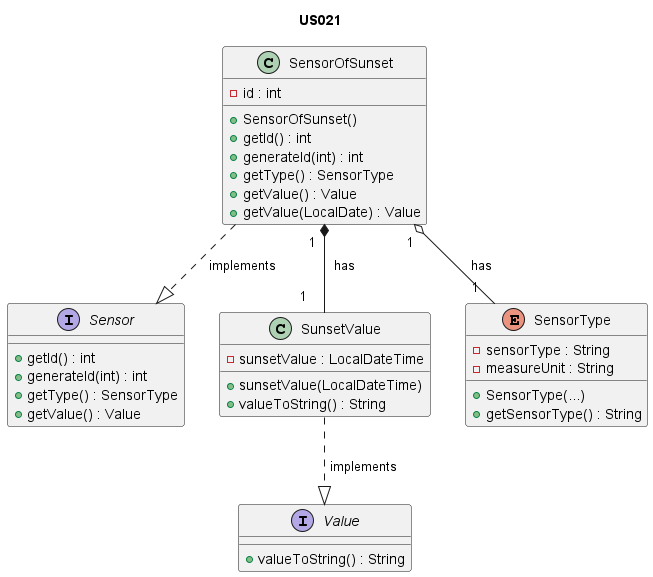 US021
C SensorOfSunset
id : int
SensorOfSunset()
getId() : int
generateId(int) : int
getType() : SensorType
getValue() : Value
getValue(LocalDate) : Value
1
1
implements
has
has
1
1
I Sensor
getId() : int
generateId(int) : int
getType() : SensorType
getValue() : Value
C SunsetValue
sunsetValue : LocalDateTime
sunsetValue(LocalDateTime)
valueToString() : String
E SensorType
sensorType : String
measureUnit : String
SensorType(...)
getSensorType() : String
implements
I Value
valueToString() : String